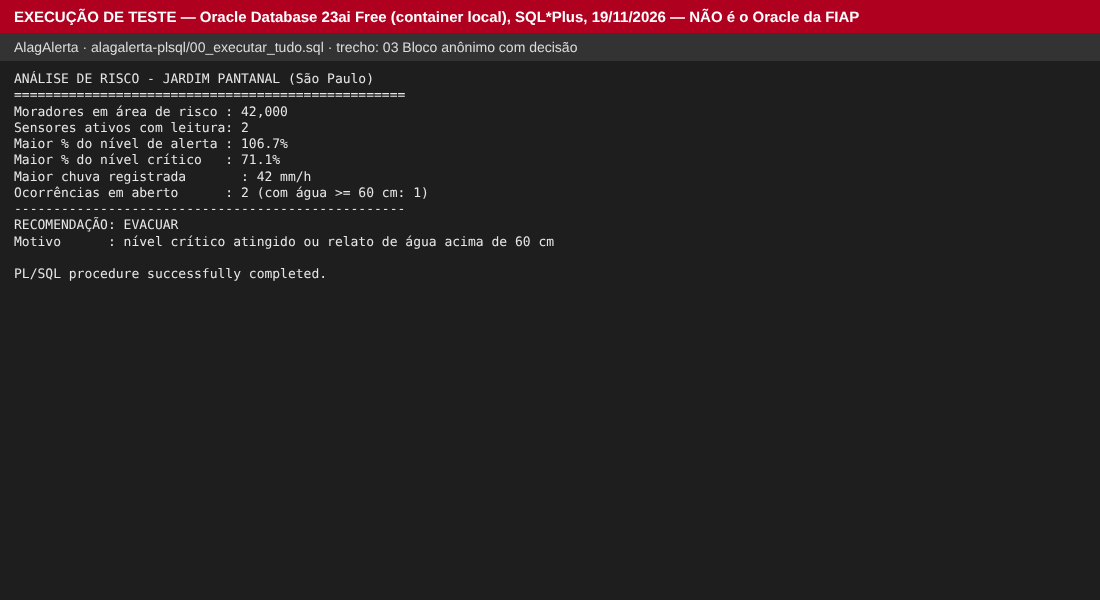 EXECUÇÃO DE TESTE — Oracle Database 23ai Free (container local), SQL*Plus, 19/11/2026 — NÃO é o Oracle da FIAP
AlagAlerta · alagalerta-plsql/00_executar_tudo.sql · trecho: 03 Bloco anônimo com decisão
ANÁLISE DE RISCO - JARDIM PANTANAL (São Paulo)
==================================================
Moradores em área de risco : 42,000
Sensores ativos com leitura: 2
Maior % do nível de alerta : 106.7%
Maior % do nível crítico   : 71.1%
Maior chuva registrada       : 42 mm/h
Ocorrências em aberto      : 2 (com água >= 60 cm: 1)
--------------------------------------------------
RECOMENDAÇÃO: EVACUAR
Motivo      : nível crítico atingido ou relato de água acima de 60 cm
PL/SQL procedure successfully completed.